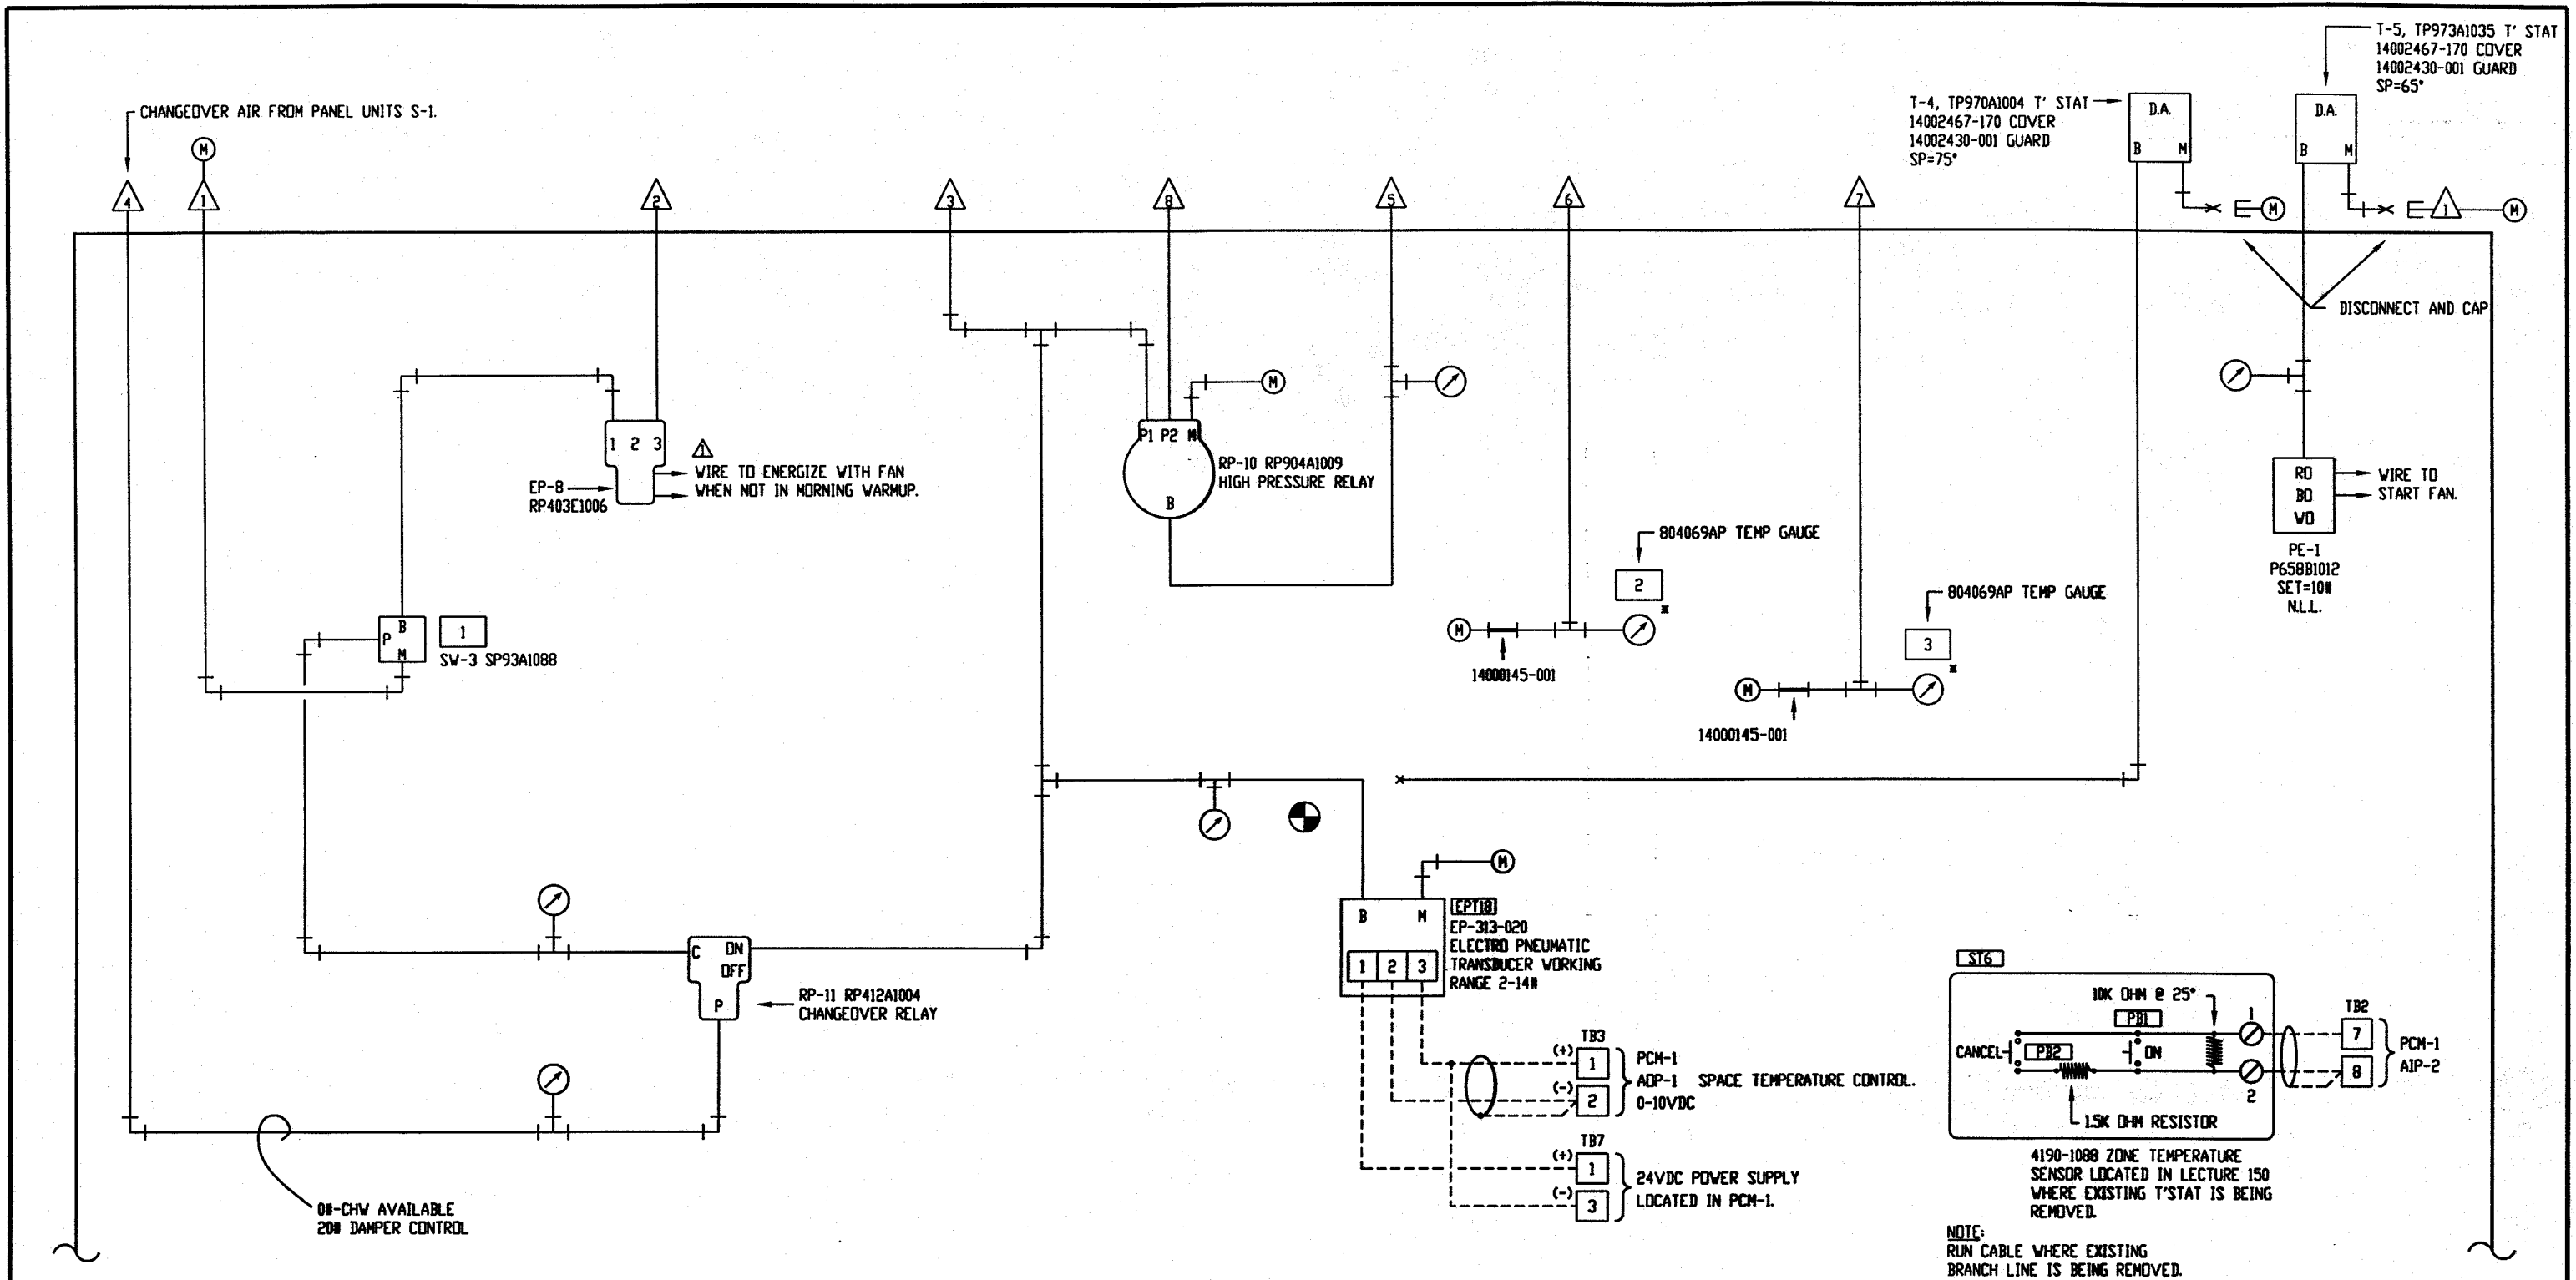 T-5, TP973A1035 T' STAT
14002467-170 COVER
14002430-001 GUARD
SP=65°
CHANGEOVER AIR FROM PANEL UNITS S-1.
T-4, TP970A1004 T' STAT
14002467-170 COVER
14002430-001 GUARD
SP=75°
D.A.
B M
D.A.
B M
M
4
1
2
3
8
5
6
7
M
1
M
DISCONNECT AND CAP
M
1 2 3
1
WIRE TO ENERGIZE WITH FAN
WHEN NOT IN MORNING WARMUP.
EP-8
RP403E1006
P1 P2 M
B
RP-10 RP904A1009
HIGH PRESSURE RELAY
RO
BO
WO
WIRE TO
START FAN.
PE-1
P658B1012
SET=10#
N.L.L.
804069AP TEMP GAUGE
2
*
M
14000145-001
804069AP TEMP GAUGE
3
*
M
14000145-001
P B
M
1
SW-3 SP93A1088
M
B M
1 2 3
EPT18
EP-313-020
ELECTRO PNEUMATIC
TRANSDUCER WORKING
RANGE 2-14#
C ON
OFF
P
RP-11 RP412A1004
CHANGEOVER RELAY
TB3
(+) 1
(-) 2
PCM-1
AOP-1 SPACE TEMPERATURE CONTROL.
0-10VDC
TB7
(+) 1
(-) 3
24VDC POWER SUPPLY
LOCATED IN PCM-1.
0#-CHW AVAILABLE
20# DAMPER CONTROL
ST6
10K OHM @ 25°
PB1
CANCEL
PB2
ON
1
2
1.5K OHM RESISTOR
TB2
7
8
PCM-1
AIP-2
4190-1088 ZONE TEMPERATURE
SENSOR LOCATED IN LECTURE 150
WHERE EXISTING T'STAT IS BEING
REMOVED.
NOTE:
RUN CABLE WHERE EXISTING
BRANCH LINE IS BEING REMOVED.